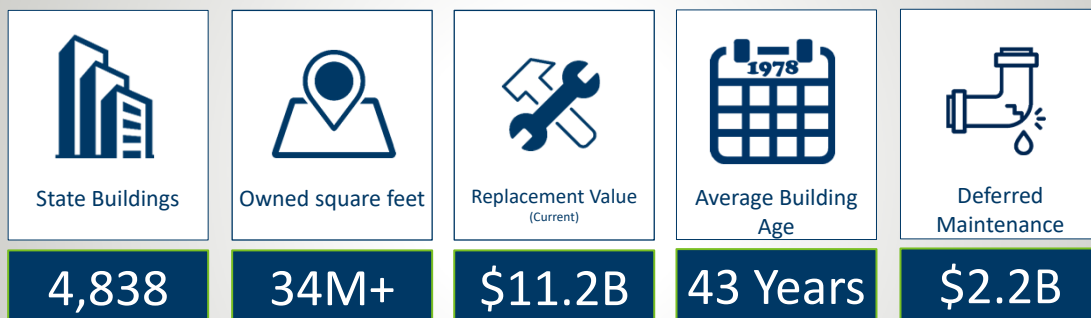 State Buildings
4,838
Owned square feet
34M+
Replacement Value
(Current)
$11.2B
1978
Average Building
Age
43 Years
Deferred
Maintenance
$2.2B